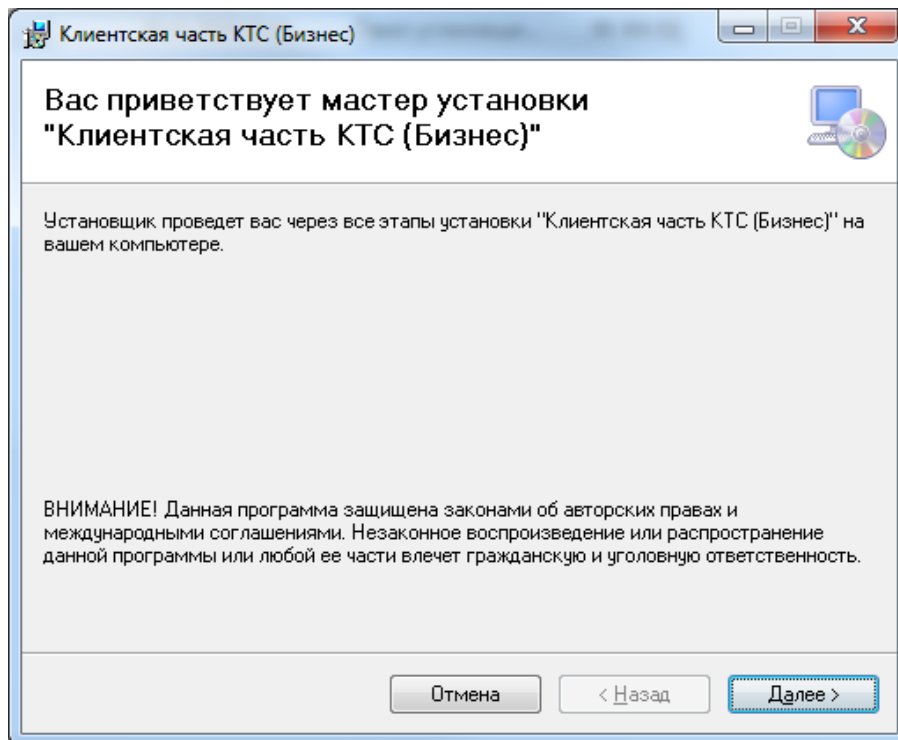 Клиентская часть КТС (Бизнес)
Вас приветствует мастер установки
"Клиентская часть КТС (Бизнес)"
Установщик проведет вас через все этапы установки "Клиентская часть КТС (Бизнес)" на
вашем компьютере.
ВНИМАНИЕ! Данная программа защищена законами об авторских правах и
международными соглашениями. Незаконное воспроизведение или распространение
данной программы или любой ее части влечет гражданскую и уголовную ответственность.
Отмена < Назад Далее >